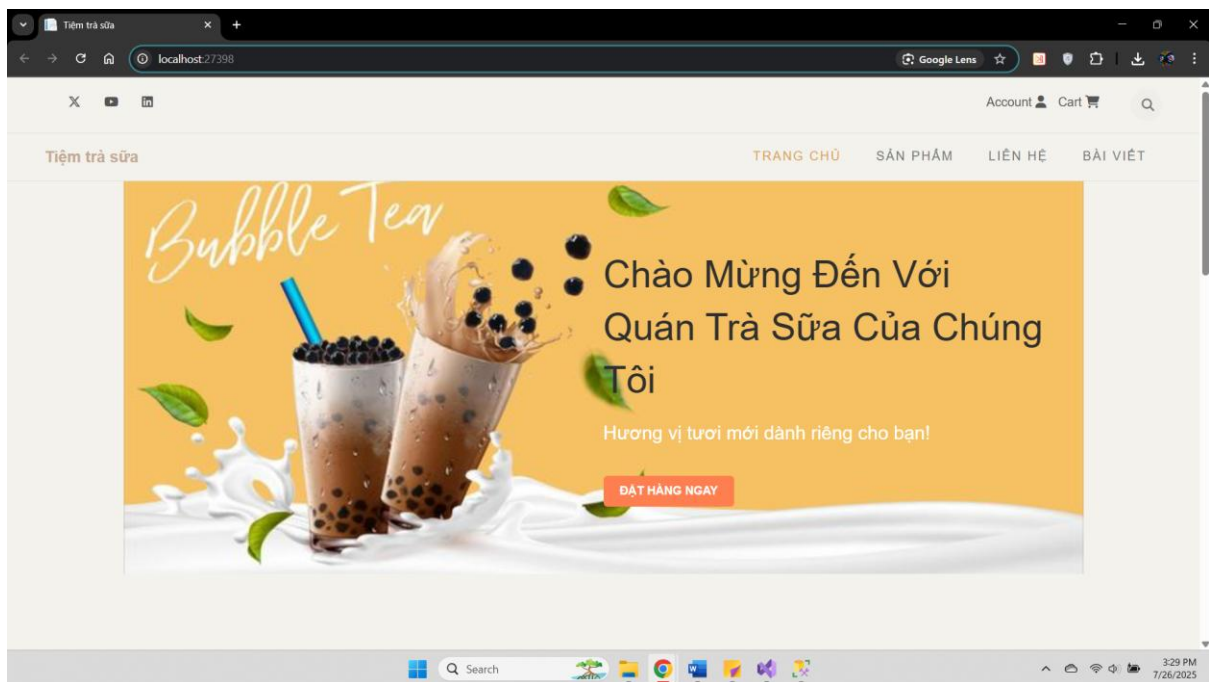 Tiệm trà sữa
localhost:27398
Google Lens
Account Cart
Tiệm trà sữa
TRANG CHỦ SẢN PHẨM LIÊN HỆ BÀI VIẾT
Bubble Tea
Chào Mừng Đến Với
Quán Trà Sữa Của Chúng
Tôi
Hương vị tươi mới dành riêng cho bạn!
ĐẶT HÀNG NGAY
Search
3:29 PM
7/26/2025